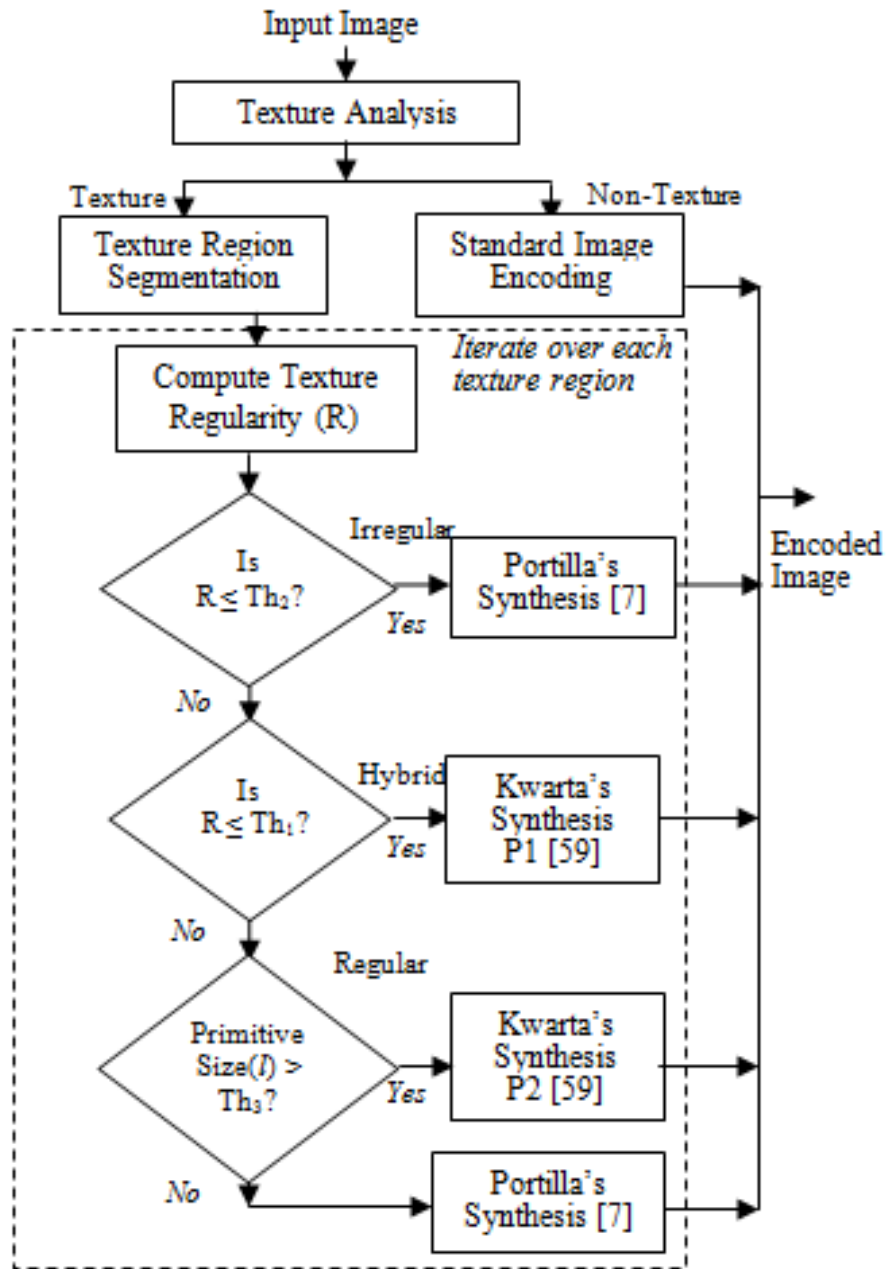 Input Image
Texture Analysis
Texture
Non-Texture
Texture Region
Segmentation
Standard Image
Encoding
Iterate over each
texture region
Compute Texture
Regularity (R)
Is
R ≤ Th₂?
Irregular
Yes
Portilla's
Synthesis [7]
Encoded
Image
No
Is
R ≤ Th₁?
Hybrid
Yes
Kwarta's
Synthesis
P1 [59]
No
Primitive
Size(l) >
Th₃?
Regular
Yes
Kwarta's
Synthesis
P2 [59]
No
Portilla's
Synthesis [7]